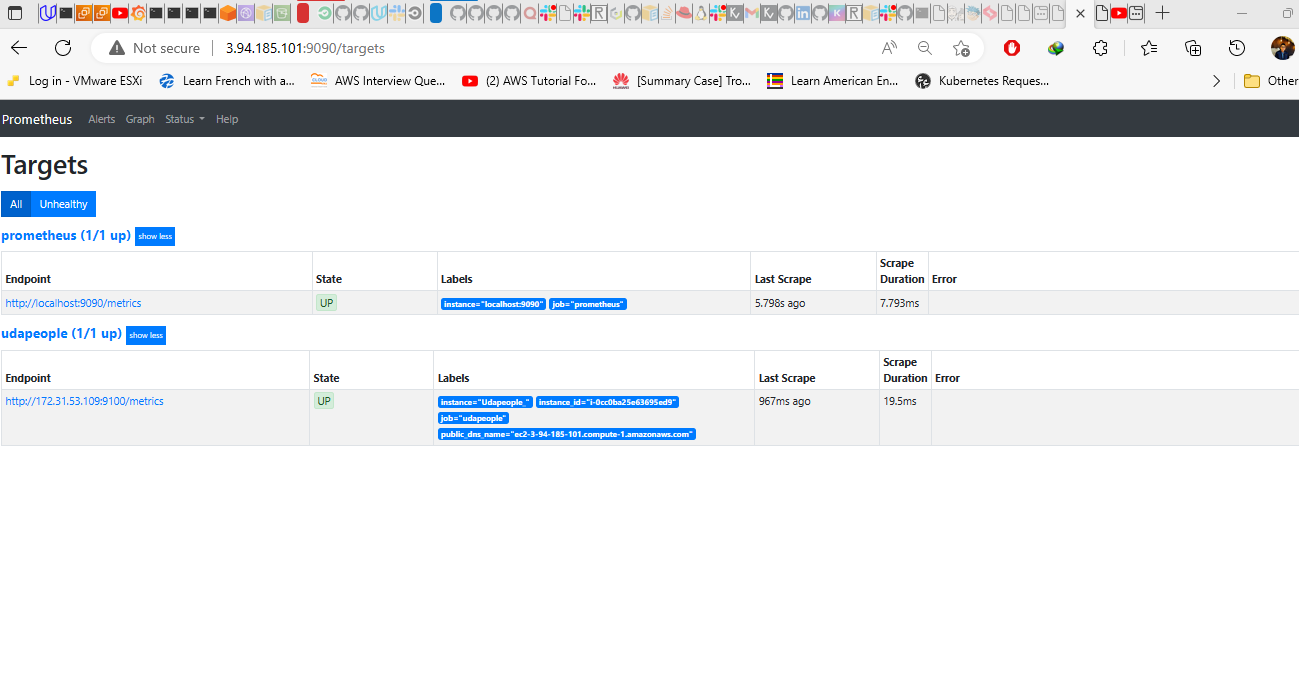 Not secure 3.94.185.101:9090/targets
Log in - VMware ESXi Learn French with a... AWS Interview Que... (2) AWS Tutorial Fo... [Summary Case] Tro... Learn American En... Kubernetes Reques... Other
Prometheus Alerts Graph Status Help
Targets
All Unhealthy
prometheus (1/1 up) show less
Endpoint State Labels Last Scrape Scrape Duration Error
http://localhost:9090/metrics UP instance="localhost:9090" job="prometheus" 5.798s ago 7.793ms
udapeople (1/1 up) show less
Endpoint State Labels Last Scrape Scrape Duration Error
http://172.31.53.109:9100/metrics UP instance="Udapeople_" instance_id="i-0cc0ba25e63695ed9" 967ms ago 19.5ms
job="udapeople"
public_dns_name="ec2-3-94-185-101.compute-1.amazonaws.com"